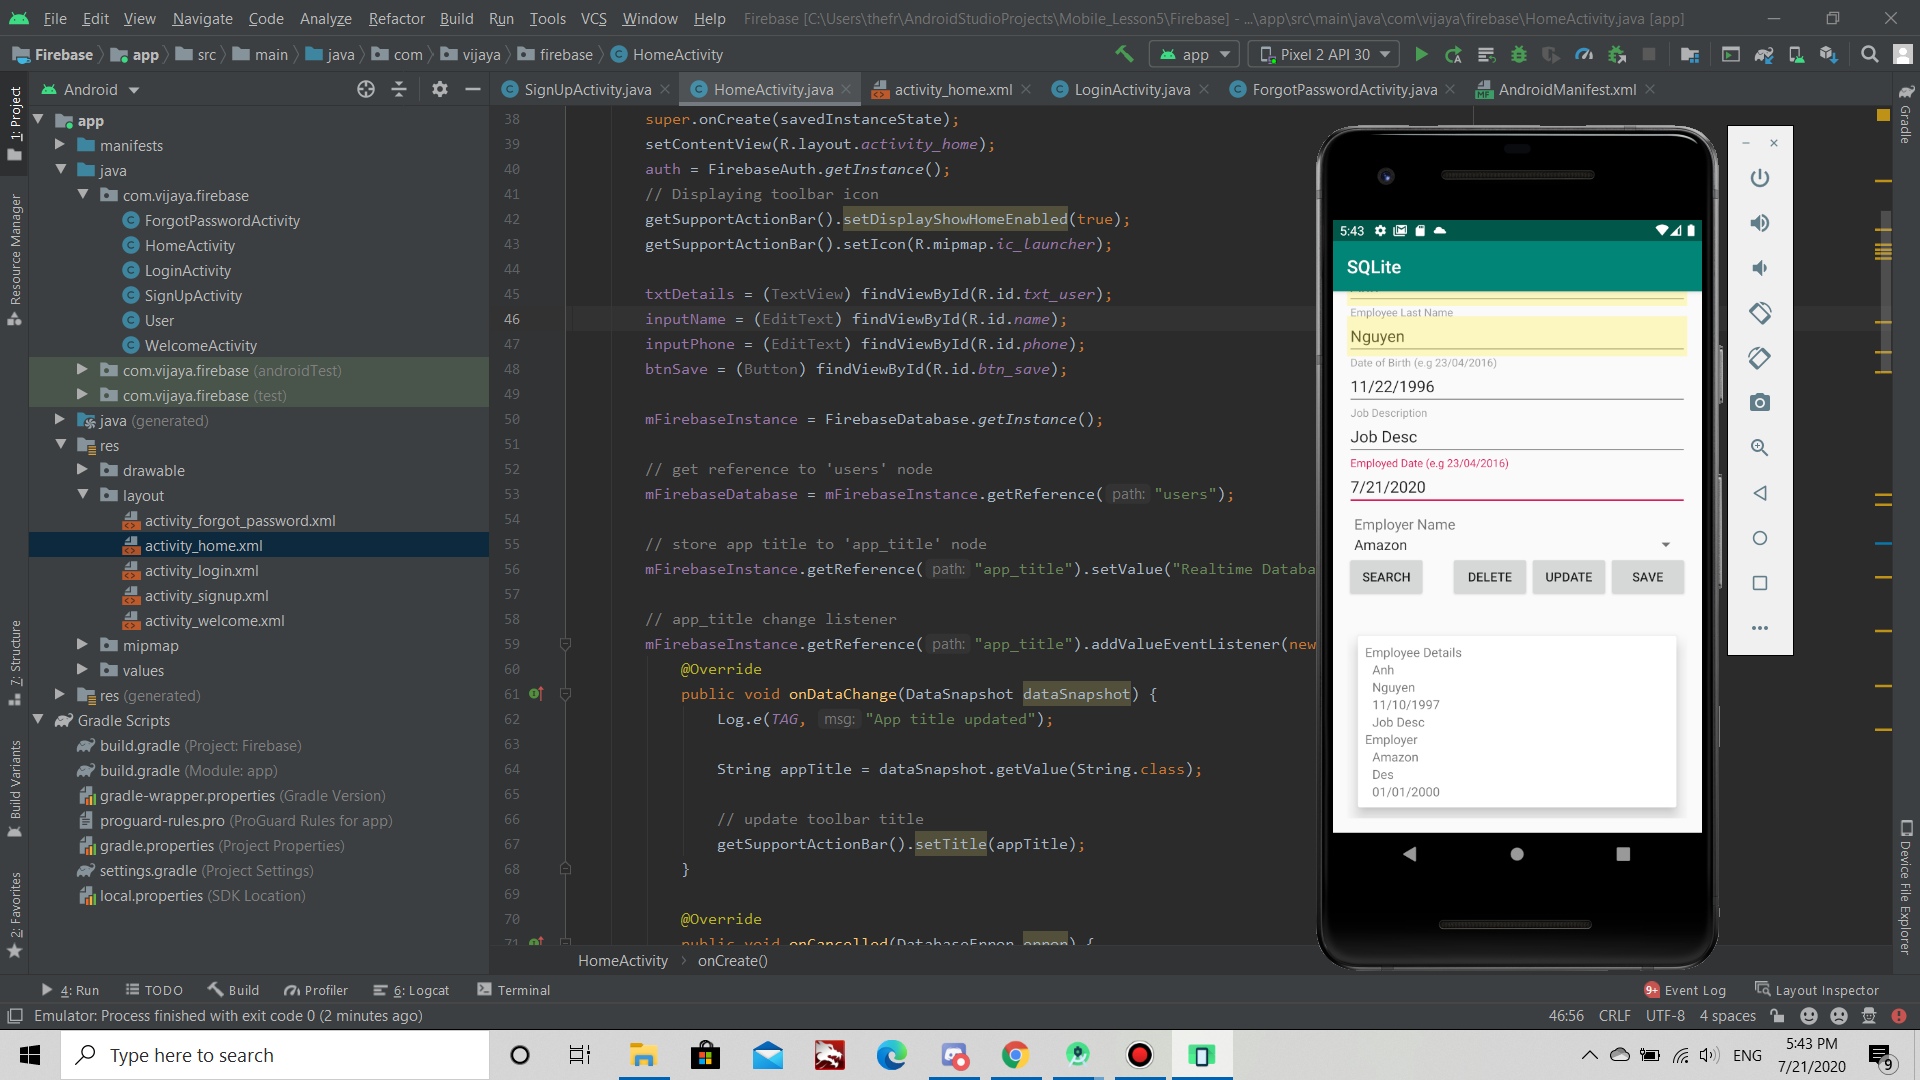 File Edit View Navigate Code Analyze Refactor Build Run Tools VCS Window Help Firebase [C:\Users\thefr\AndroidStudioProjects\Mobile_Lesson5\Firebase] - ...\app\src\main\java\com\vijaya\firebase\HomeActivity.java [app]
Firebase app src main java com vijaya firebase HomeActivity app Pixel 2 API 30
Android SignUpActivity.java HomeActivity.java activity_home.xml LoginActivity.java ForgotPasswordActivity.java AndroidManifest.xml
1: Project
Resource Manager
7: Structure
Build Variants
2: Favorites
app
manifests
java
com.vijaya.firebase
ForgotPasswordActivity
HomeActivity
LoginActivity
SignUpActivity
User
WelcomeActivity
com.vijaya.firebase (androidTest)
com.vijaya.firebase (test)
java (generated)
res
drawable
layout
activity_forgot_password.xml
activity_home.xml
activity_login.xml
activity_signup.xml
activity_welcome.xml
mipmap
values
res (generated)
Gradle Scripts
build.gradle (Project: Firebase)
build.gradle (Module: app)
gradle-wrapper.properties (Gradle Version)
proguard-rules.pro (ProGuard Rules for app)
gradle.properties (Project Properties)
settings.gradle (Project Settings)
local.properties (SDK Location)
38 super.onCreate(savedInstanceState);
39 setContentView(R.layout.activity_home);
40 auth = FirebaseAuth.getInstance();
41 // Displaying toolbar icon
42 getSupportActionBar().setDisplayShowHomeEnabled(true);
43 getSupportActionBar().setIcon(R.mipmap.ic_launcher);
44
45 txtDetails = (TextView) findViewById(R.id.txt_user);
46 inputName = (EditText) findViewById(R.id.name);
47 inputPhone = (EditText) findViewById(R.id.phone);
48 btnSave = (Button) findViewById(R.id.btn_save);
49
50 mFirebaseInstance = FirebaseDatabase.getInstance();
51
52 // get reference to 'users' node
53 mFirebaseDatabase = mFirebaseInstance.getReference( path: "users");
54
55 // store app title to 'app_title' node
56 mFirebaseInstance.getReference( path: "app_title").setValue("Realtime Databa
57
58 // app_title change listener
59 mFirebaseInstance.getReference( path: "app_title").addValueEventListener(new
60 @Override
61 public void onDataChange(DataSnapshot dataSnapshot) {
62 Log.e(TAG, msg: "App title updated");
63
64 String appTitle = dataSnapshot.getValue(String.class);
65
66 // update toolbar title
67 getSupportActionBar().setTitle(appTitle);
68 }
69
70 @Override
71 public void onCancelled(DatabaseError error) {
HomeActivity onCreate()
5:43
SQLite
Employee Last Name
Nguyen
Date of Birth (e.g 23/04/2016)
11/22/1996
Job Description
Job Desc
Employed Date (e.g 23/04/2016)
7/21/2020
Employer Name
Amazon
SEARCH DELETE UPDATE SAVE
Employee Details
Anh
Nguyen
11/10/1997
Job Desc
Employer
Amazon
Des
01/01/2000
Gradle
Device File Explorer
4: Run TODO Build Profiler 6: Logcat Terminal 9+ Event Log Layout Inspector
Emulator: Process finished with exit code 0 (2 minutes ago) 46:56 CRLF UTF-8 4 spaces
Type here to search ENG 5:43 PM
7/21/2020 9